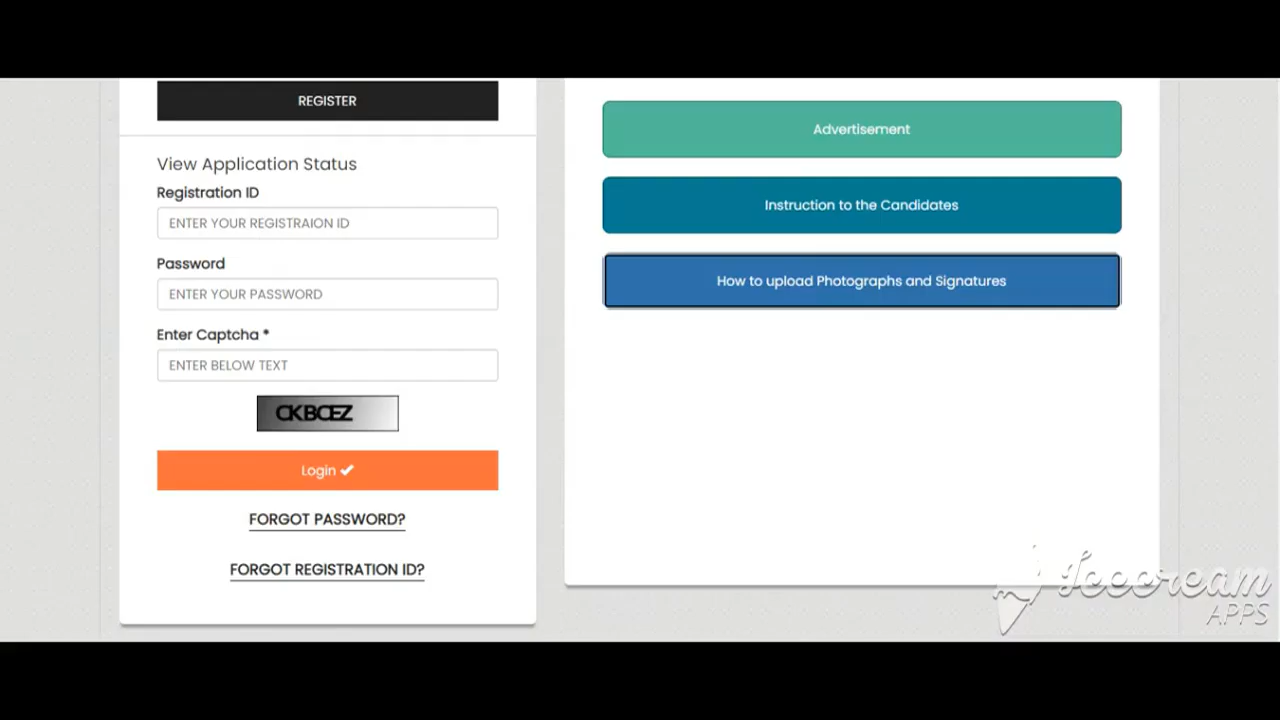 REGISTER
View Application Status
Registration ID
ENTER YOUR REGISTRAION ID
Password
ENTER YOUR PASSWORD
Enter Captcha *
ENTER BELOW TEXT
CKBCEZ
Login
FORGOT PASSWORD?
FORGOT REGISTRATION ID?
Advertisement
Instruction to the Candidates
How to upload Photographs and Signatures
Icecream
APPS